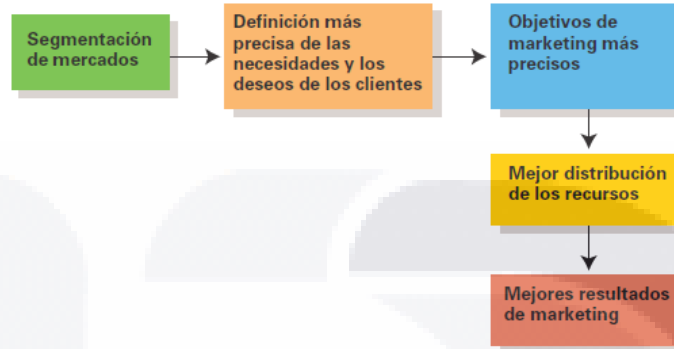 Segmentación
de mercados
Definición más
precisa de las
necesidades y los
deseos de los clientes
Objetivos de
marketing más
precisos
Mejor distribución
de los recursos
Mejores resultados
de marketing